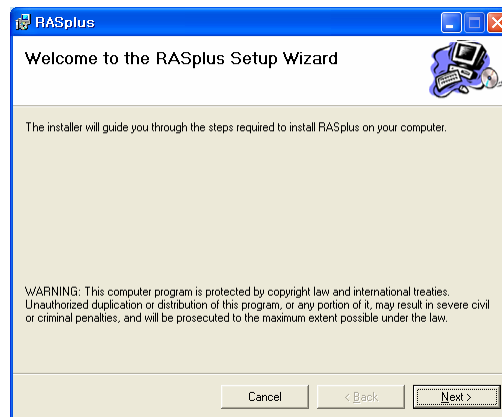 RASplus
Welcome to the RASplus Setup Wizard
The installer will guide you through the steps required to install RASplus on your computer.
WARNING: This computer program is protected by copyright law and international treaties.
Unauthorized duplication or distribution of this program, or any portion of it, may result in severe civil
or criminal penalties, and will be prosecuted to the maximum extent possible under the law.
Cancel
< Back
Next >